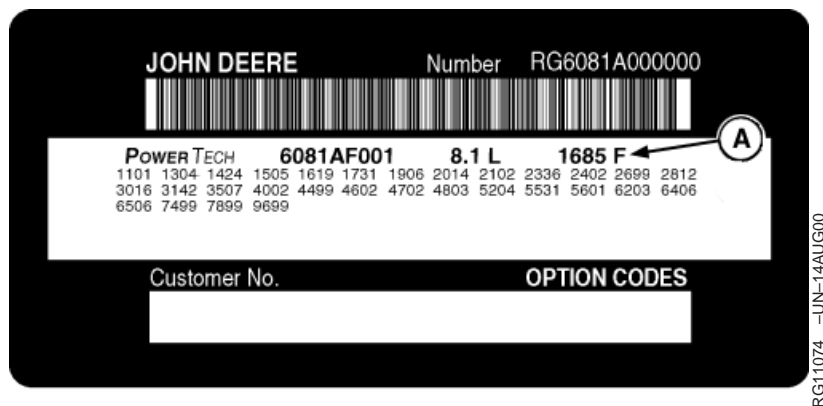 JOHN DEERE Number RG6081A000000
POWERTECH 6081AF001 8.1 L 1685 F
A
1101 1304 1424 1505 1619 1731 1906 2014 2102 2336 2402 2699 2812
3016 3142 3507 4002 4499 4602 4702 4803 5204 5531 5601 6203 6406
6506 7499 7899 9699
Customer No. OPTION CODES
RG11074 –UN–14AUG00